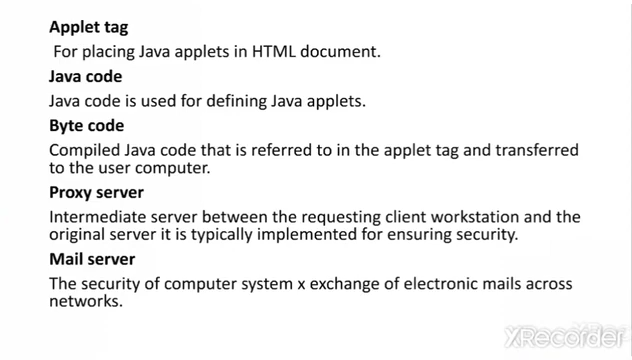 Applet tag
For placing Java applets in HTML document.
Java code
Java code is used for defining Java applets.
Byte code
Compiled Java code that is referred to in the applet tag and transferred
to the user computer.
Proxy server
Intermediate server between the requesting client workstation and the
original server it is typically implemented for ensuring security.
Mail server
The security of computer system x exchange of electronic mails across
networks.
XRecorder